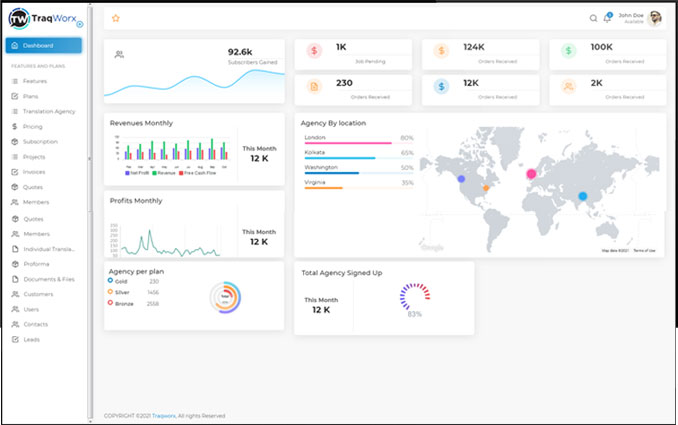 TW TraqWorx
John Doe
Available
Dashboard
FEATURES AND PLANS
Features
Plans
Translation Agency
Pricing
Subscription
Projects
Invoices
Quotes
Members
Quotes
Members
Individual Transla...
Proforma
Documents & Files
Customers
Users
Contacts
Leads
92.6k
Subscribers Gained
1K
Job Pending
124K
Orders Received
100K
Orders Received
230
Orders Received
12K
Orders Received
2K
Orders Received
Revenues Monthly
Net Profit Revenue Free Cash Flow
This Month
12 K
Agency By location
London 80%
Kolkata 65%
Washington 50%
Virginia 35%
Google
Map data ©2021 Terms of Use
Profits Monthly
This Month
12 K
Agency per plan
Gold 230
Silver 1456
Bronze 2558
Total Agency Signed Up
This Month
12 K
83%
COPYRIGHT ©2021 Traqworx, All rights Reserved